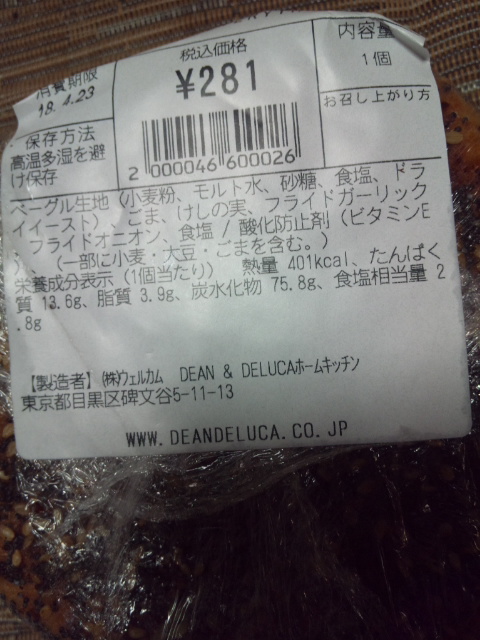 消費期限
18.4.23
税込価格
¥281
内容量
1個
保存方法
高温多湿を避
け保存
お召し上がり方
2 000046 600026
ベーグル生地(小麦粉、モルト水、砂糖、食塩、ドラ
イイースト)、ごま、けしの実、フライドガーリック
、フライドオニオン、食塩/酸化防止剤(ビタミンE
)、(一部に小麦・大豆・ごまを含む。)
栄養成分表示(1個当たり) 熱量 401kcal、たんぱく
質 13.6g、脂質 3.9g、炭水化物 75.8g、食塩相当量 2
.8g
【製造者】㈱ウェルカム DEAN & DELUCAホームキッチン
東京都目黒区碑文谷5-11-13
WWW.DEANDELUCA.CO.JP